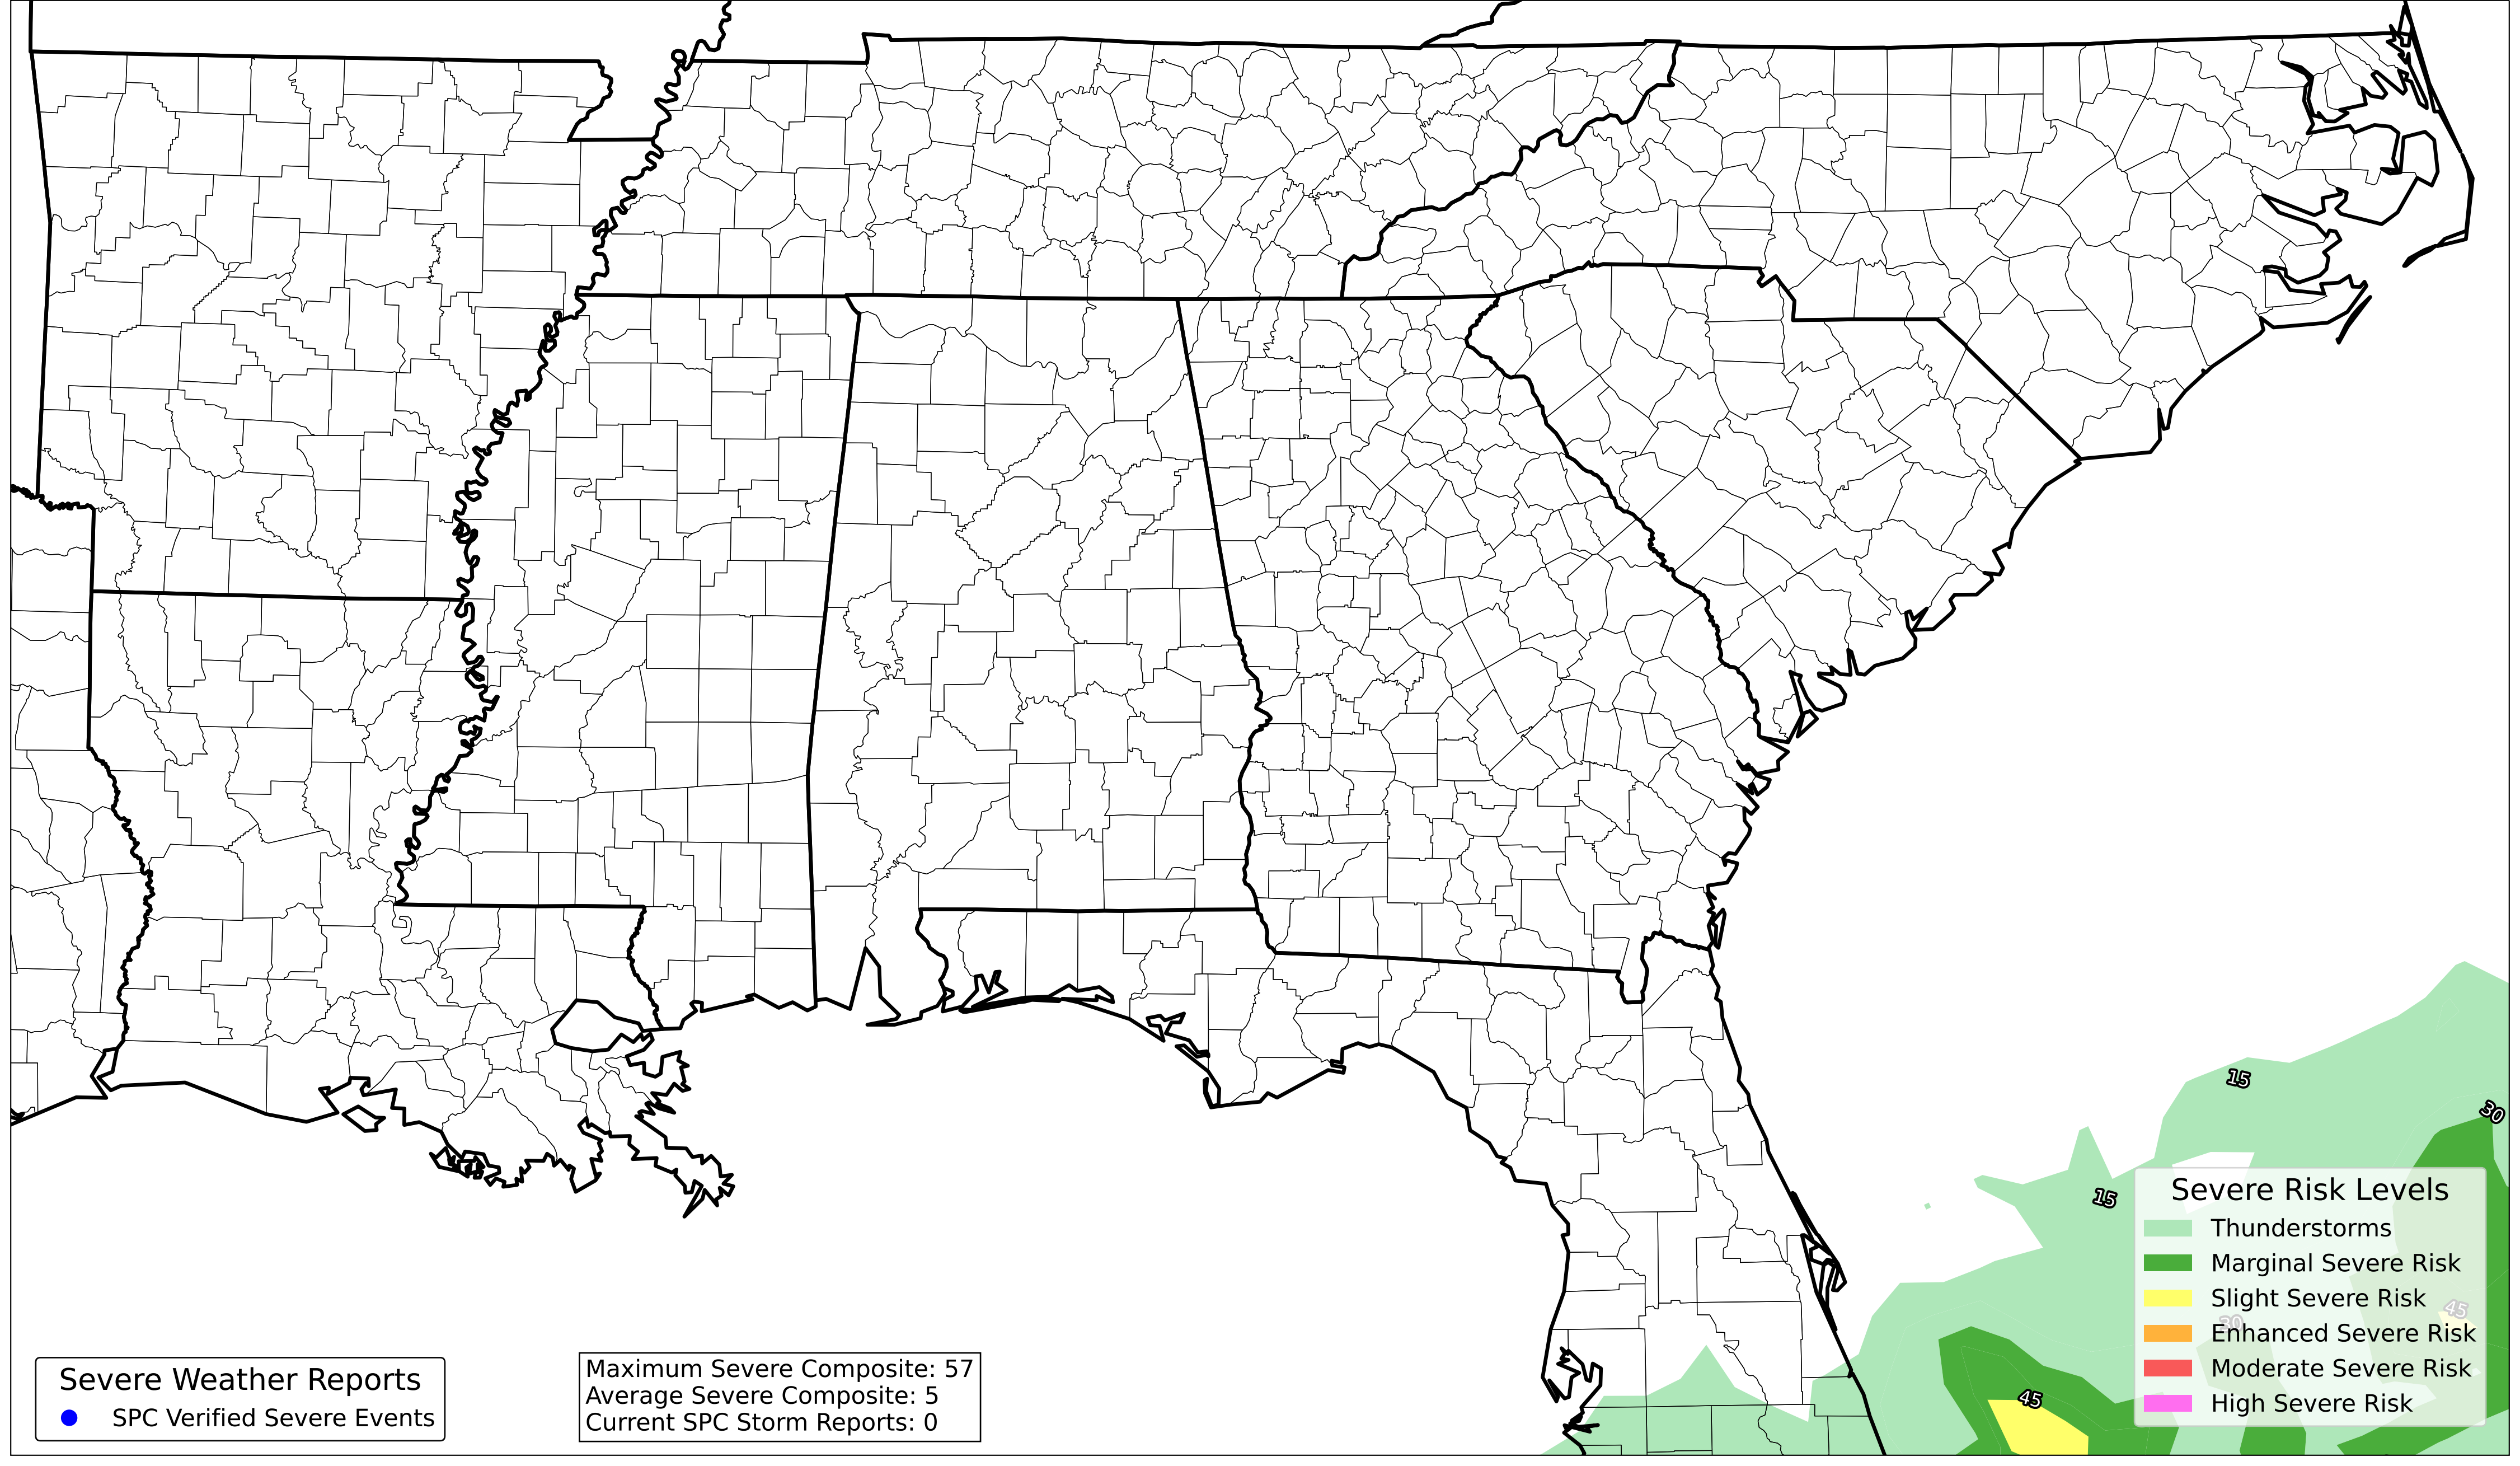 15
30
15
Severe Risk Levels
Thunderstorms
Marginal Severe Risk
Slight Severe Risk
45
30
Enhanced Severe Risk
Moderate Severe Risk
High Severe Risk
45
Severe Weather Reports
SPC Verified Severe Events
Maximum Severe Composite: 57
Average Severe Composite: 5
Current SPC Storm Reports: 0